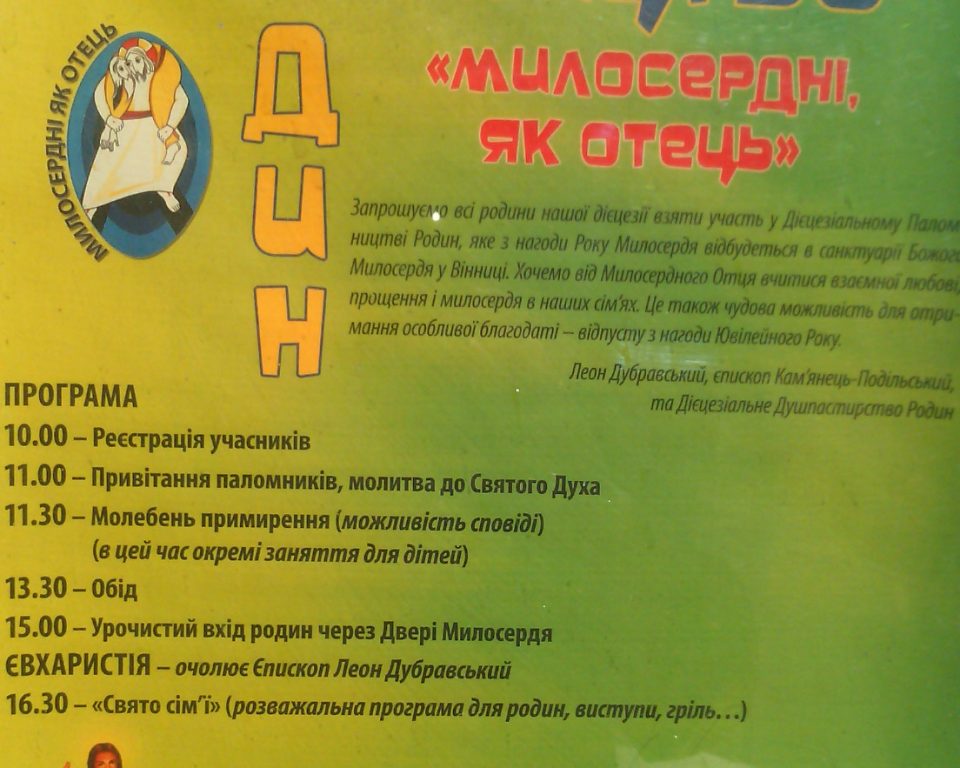 МИЛОСЕРДНІ ЯК ОТЕЦЬ
ДИН
«МИЛОСЕРДНІ,
ЯК ОТЕЦЬ»
Запрошуємо всі родини нашої дієцезії взяти участь у Дієцезіальному Палом
ництві Родин, яке з нагоди Року Милосердя відбудеться в санктуарії Божого
Милосердя у Вінниці. Хочемо від Милосердного Отця вчитися взаємної любові,
прощення і милосердя в наших сім'ях. Це також чудова можливість для отри-
мання особливої благодаті – відпусту з нагоди Ювілейного Року.
Леон Дубравський, єпископ Кам'янець-Подільський,
та Дієцезіальне Душпастирство Родин
ПРОГРАМА
10.00 – Реєстрація учасників
11.00 – Привітання паломників, молитва до Святого Духа
11.30 – Молебень примирення (можливість сповіді)
(в цей час окремі заняття для дітей)
13.30 – Обід
15.00 – Урочистий вхід родин через Двері Милосердя
ЄВХАРИСТІЯ – очолює Єпископ Леон Дубравський
16.30 – «Свято сім'ї» (розважальна програма для родин, виступи, гріль...)